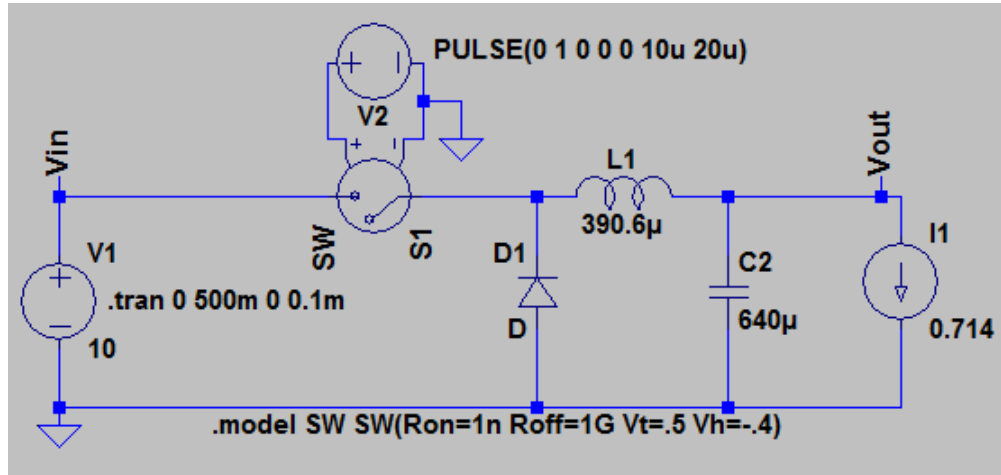 PULSE(0 1 0 0 0 10u 20u)
V2
+
-
Vin
L1
Vout
390.6µ
SW
S1
D1
D
C2
640µ
I1
0.714
V1
.tran 0 500m 0 0.1m
10
.model SW SW(Ron=1n Roff=1G Vt=.5 Vh=-.4)